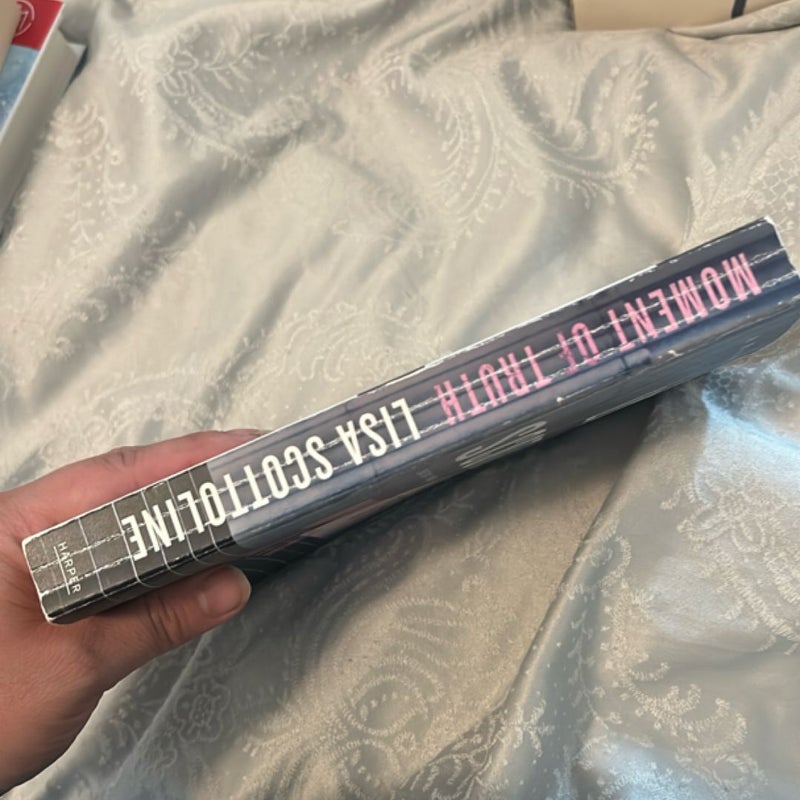 MOMENT OF TRUTH
LISA SCOTTOLINE
HARPER